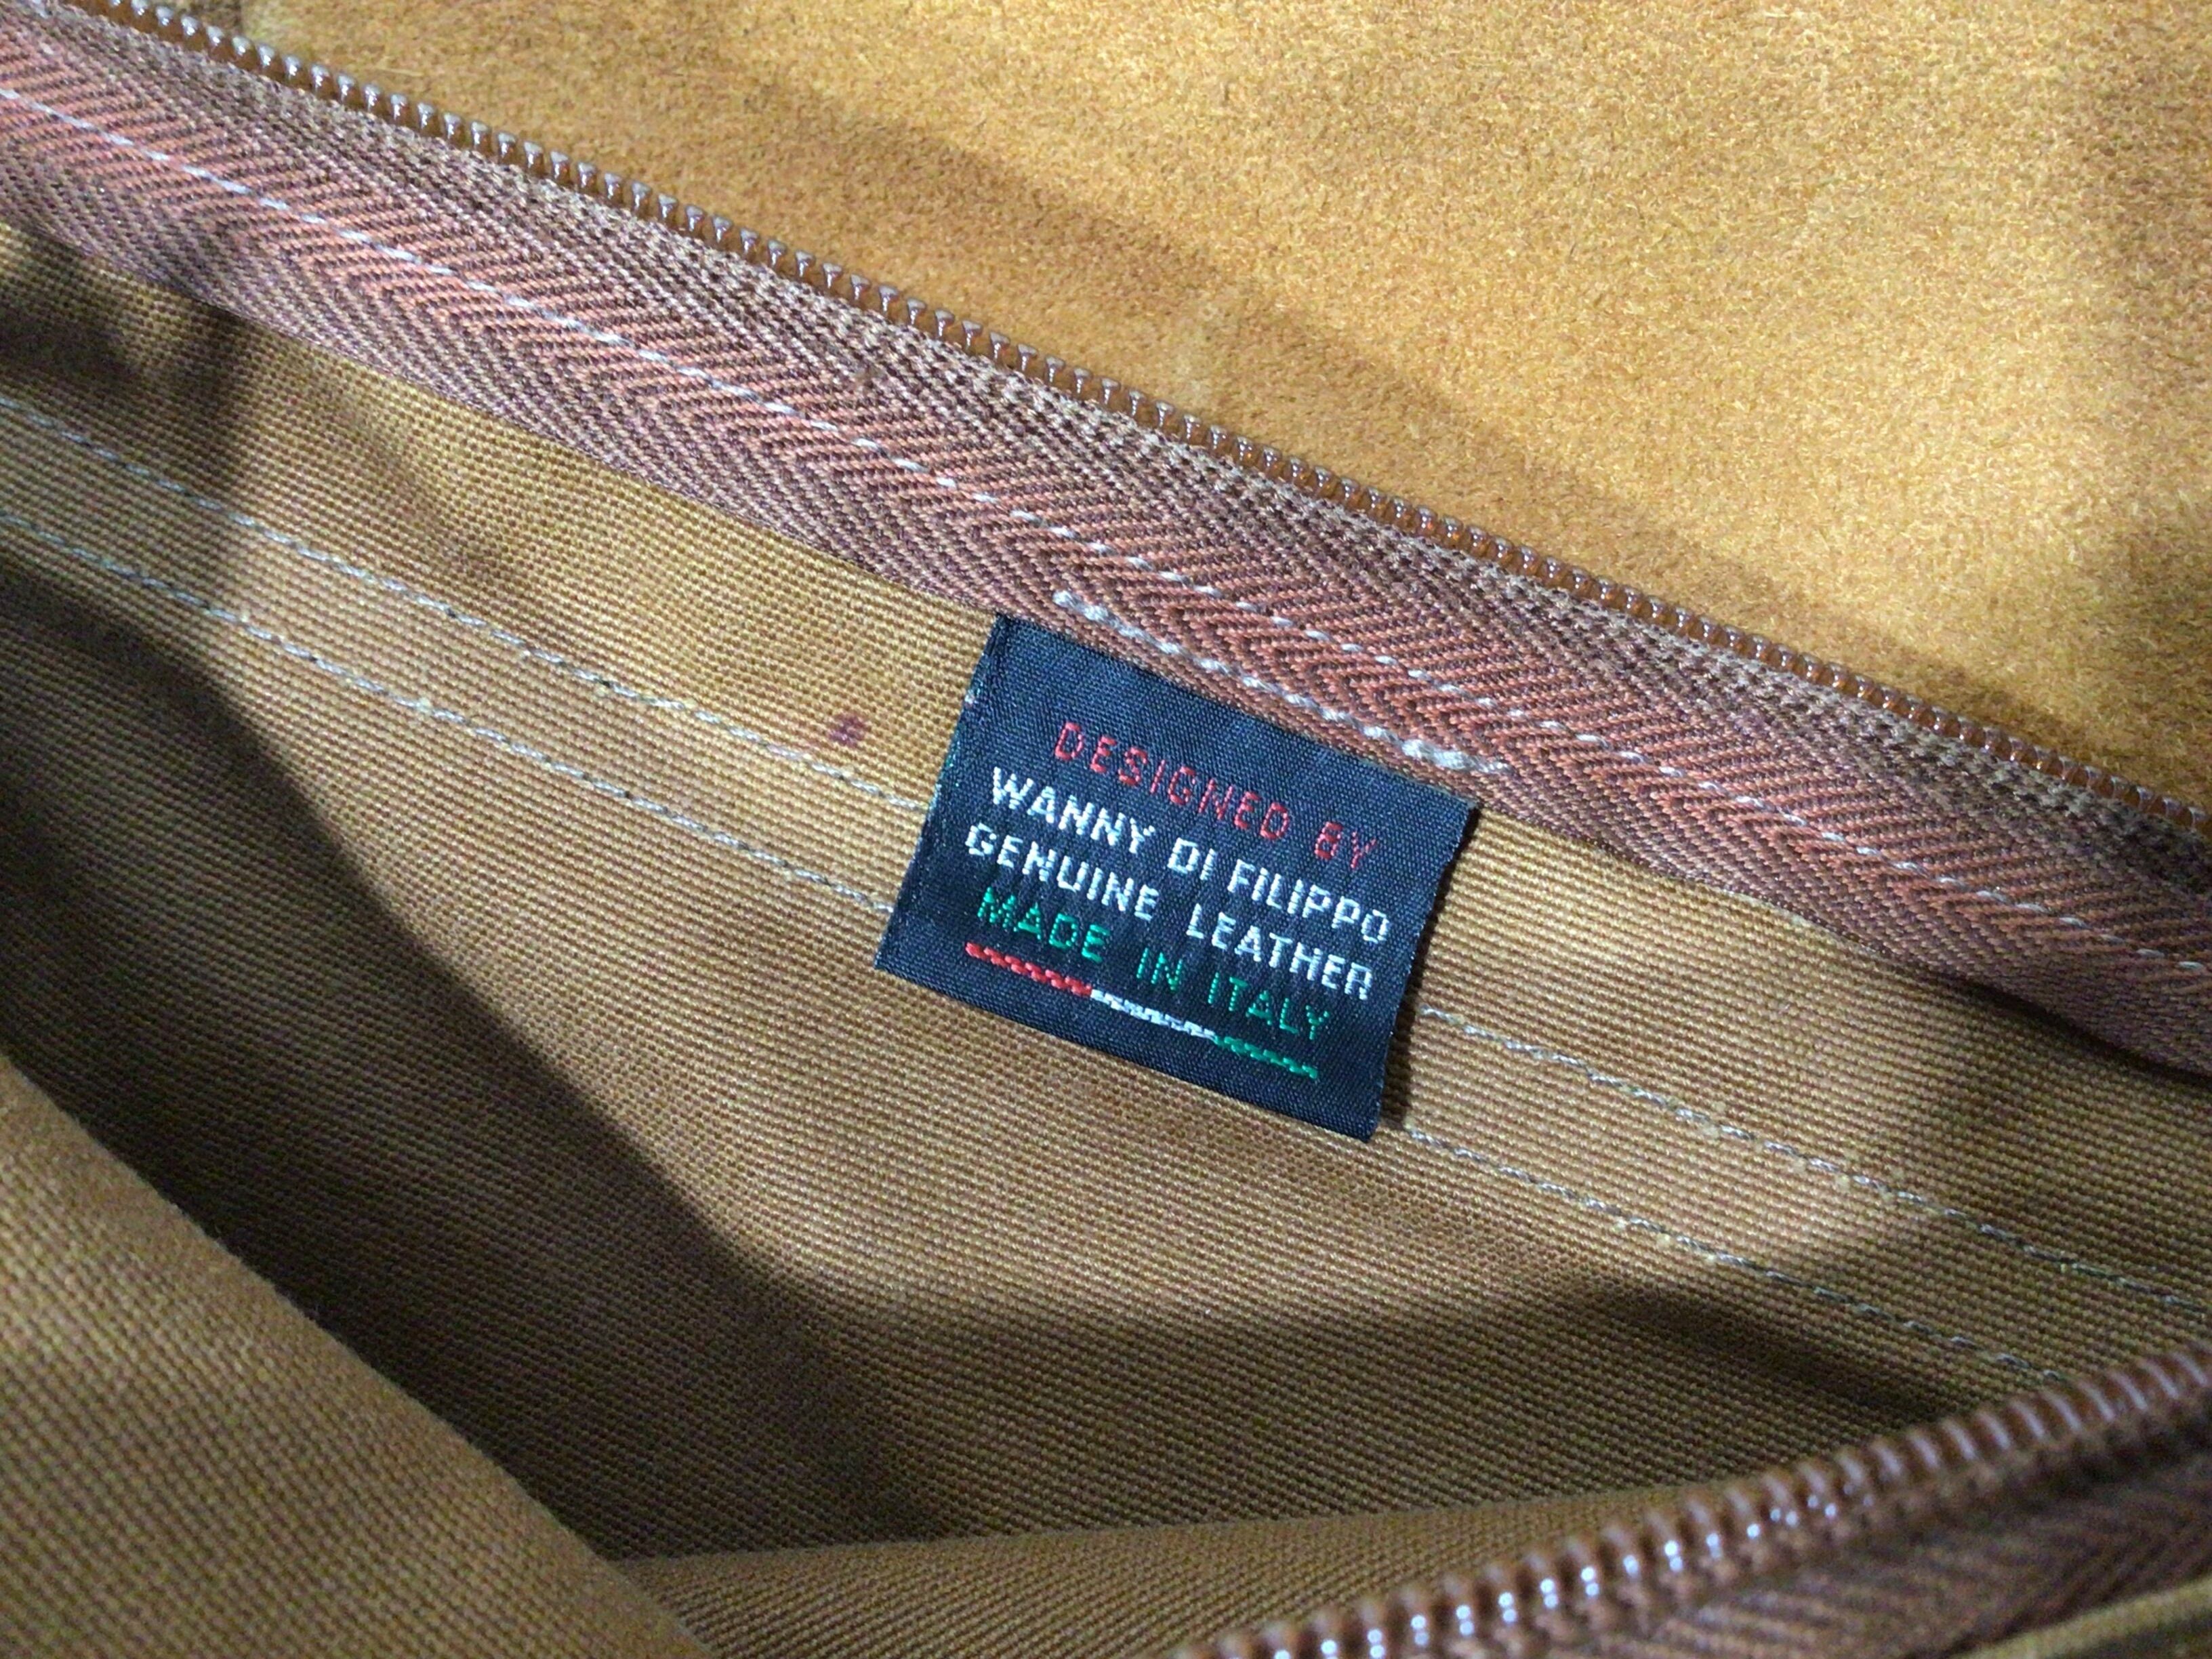 DESIGNED BY
WANNY DI FILIPPO
GENUINE LEATHER
MADE IN ITALY